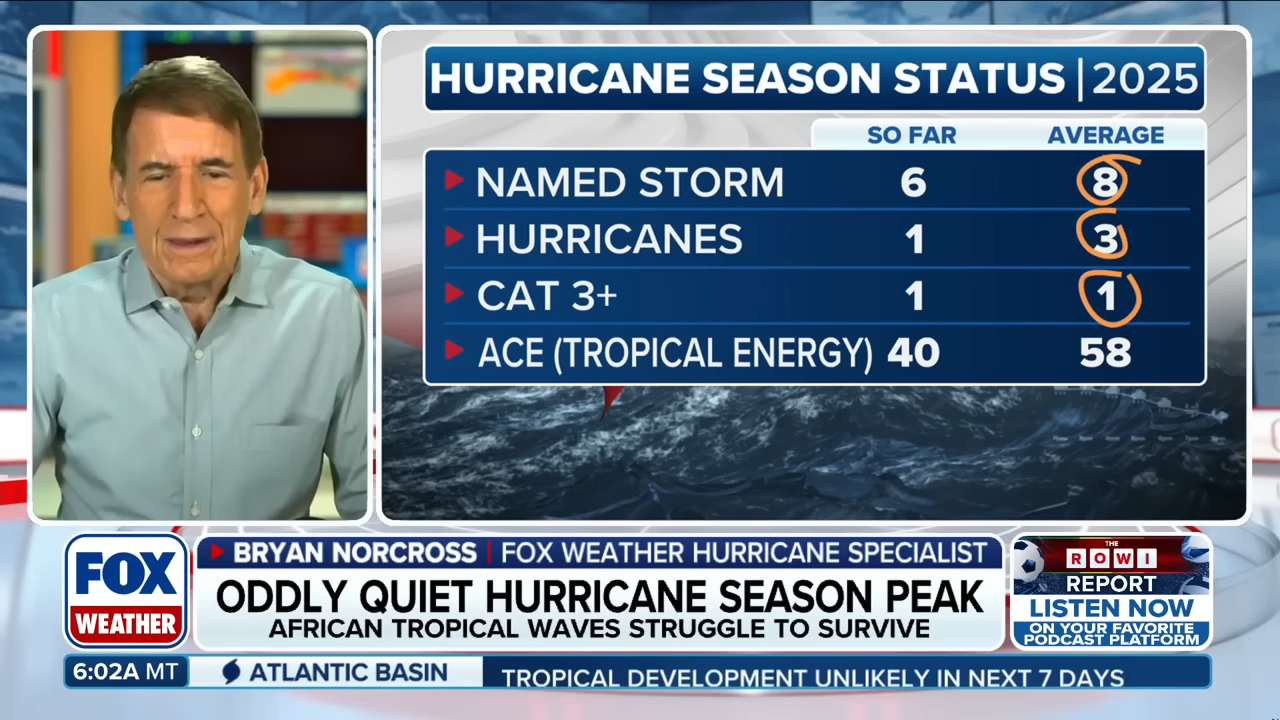 HURRICANE SEASON STATUS | 2025
SO FAR AVERAGE
NAMED STORM 6 8
HURRICANES 1 3
CAT 3+ 1 1
ACE (TROPICAL ENERGY) 40 58
FOX
WEATHER
BRYAN NORCROSS | FOX WEATHER HURRICANE SPECIALIST
ODDLY QUIET HURRICANE SEASON PEAK
AFRICAN TROPICAL WAVES STRUGGLE TO SURVIVE
THE
ROWI
REPORT
LISTEN NOW
ON YOUR FAVORITE
PODCAST PLATFORM
6:02A MT
ATLANTIC BASIN
TROPICAL DEVELOPMENT UNLIKELY IN NEXT 7 DAYS